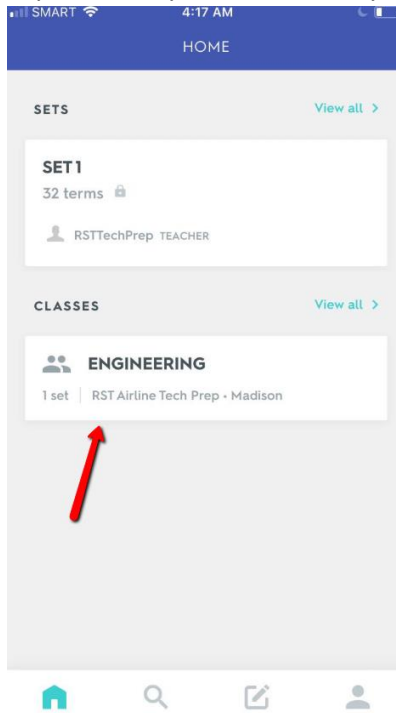 SMART 4:17 AM
HOME
SETS View all >
SET 1
32 terms
RSTTechPrep TEACHER
CLASSES View all >
ENGINEERING
1 set | RST Airline Tech Prep • Madison